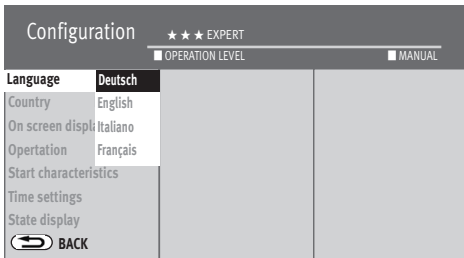 Configuration
★ ★ ★ EXPERT
OPERATION LEVEL
MANUAL
Language
Deutsch
Country
English
On screen displa
Italiano
Opertation
Français
Start characteristics
Time settings
State display
BACK